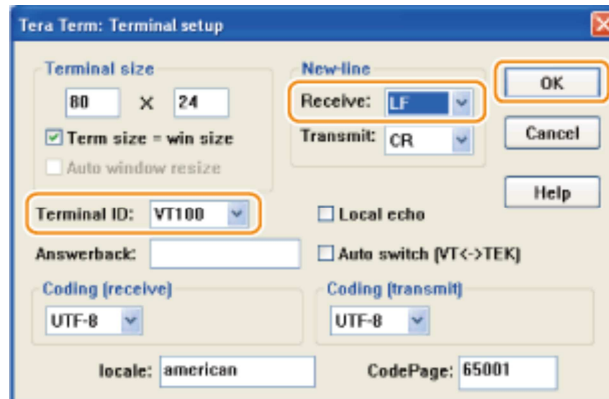 Tera Term: Terminal setup
Terminal size
80 X 24
Term size = win size
Auto window resize
New-line
Receive: LF
Transmit: CR
OK
Cancel
Help
Terminal ID: VT100
Local echo
Answerback:
Auto switch (VT<->TEK)
Coding (receive)
UTF-8
Coding (transmit)
UTF-8
locale: american
CodePage: 65001